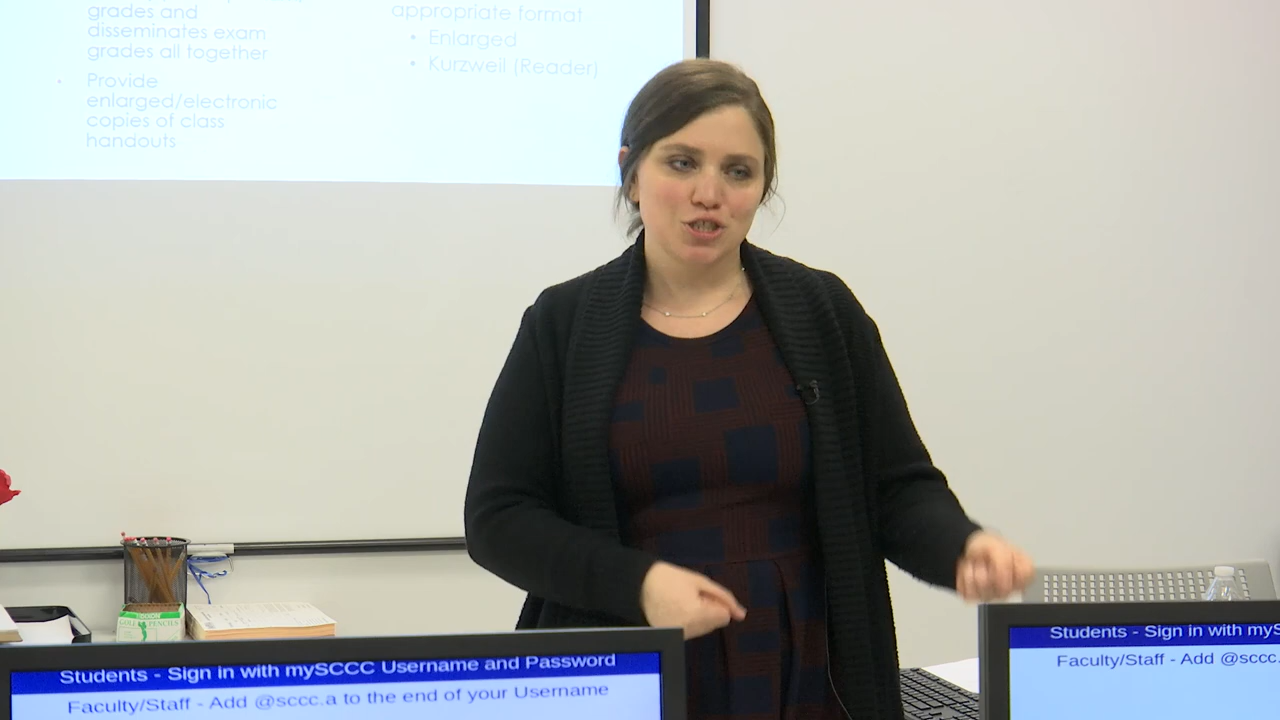 grades and
disseminates exam
grades all together
• Provide
enlarged/electronic
copies of class
handouts
appropriate format
• Enlarged
• Kurzweil (Reader)
GOLF PENCILS
Students - Sign in with mySCCC Username and Password
Faculty/Staff - Add @sccc.a to the end of your Username
Students - Sign in with myS
Faculty/Staff - Add @sccc.